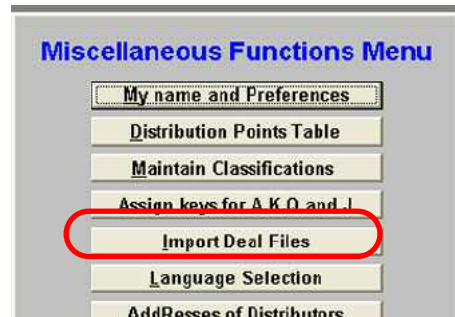 Miscellaneous Functions Menu
My name and Preferences
Distribution Points Table
Maintain Classifications
Assign keys for A K Q and J
Import Deal Files
Language Selection
AddResses of Distributors